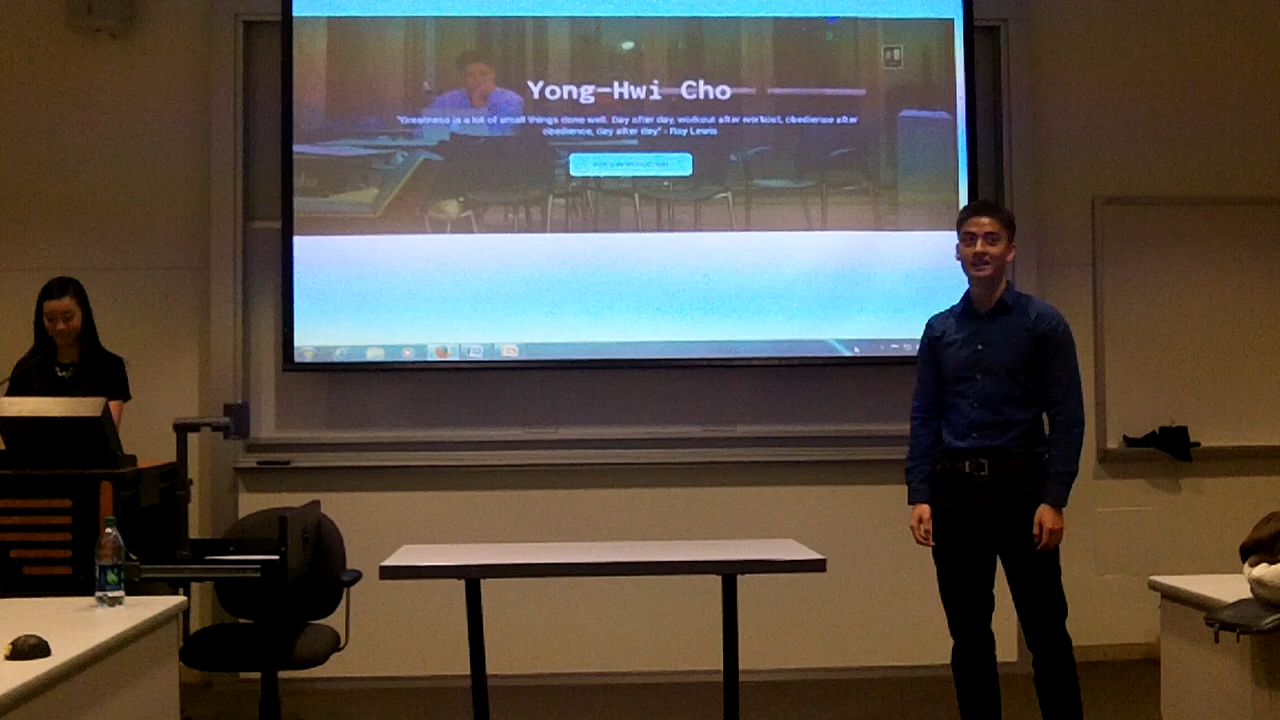 Yong-Hwi Cho
"Greatness is a lot of small things done well. Day after day, workout after workout, obedience after
obedience, day after day" - Ray Lewis